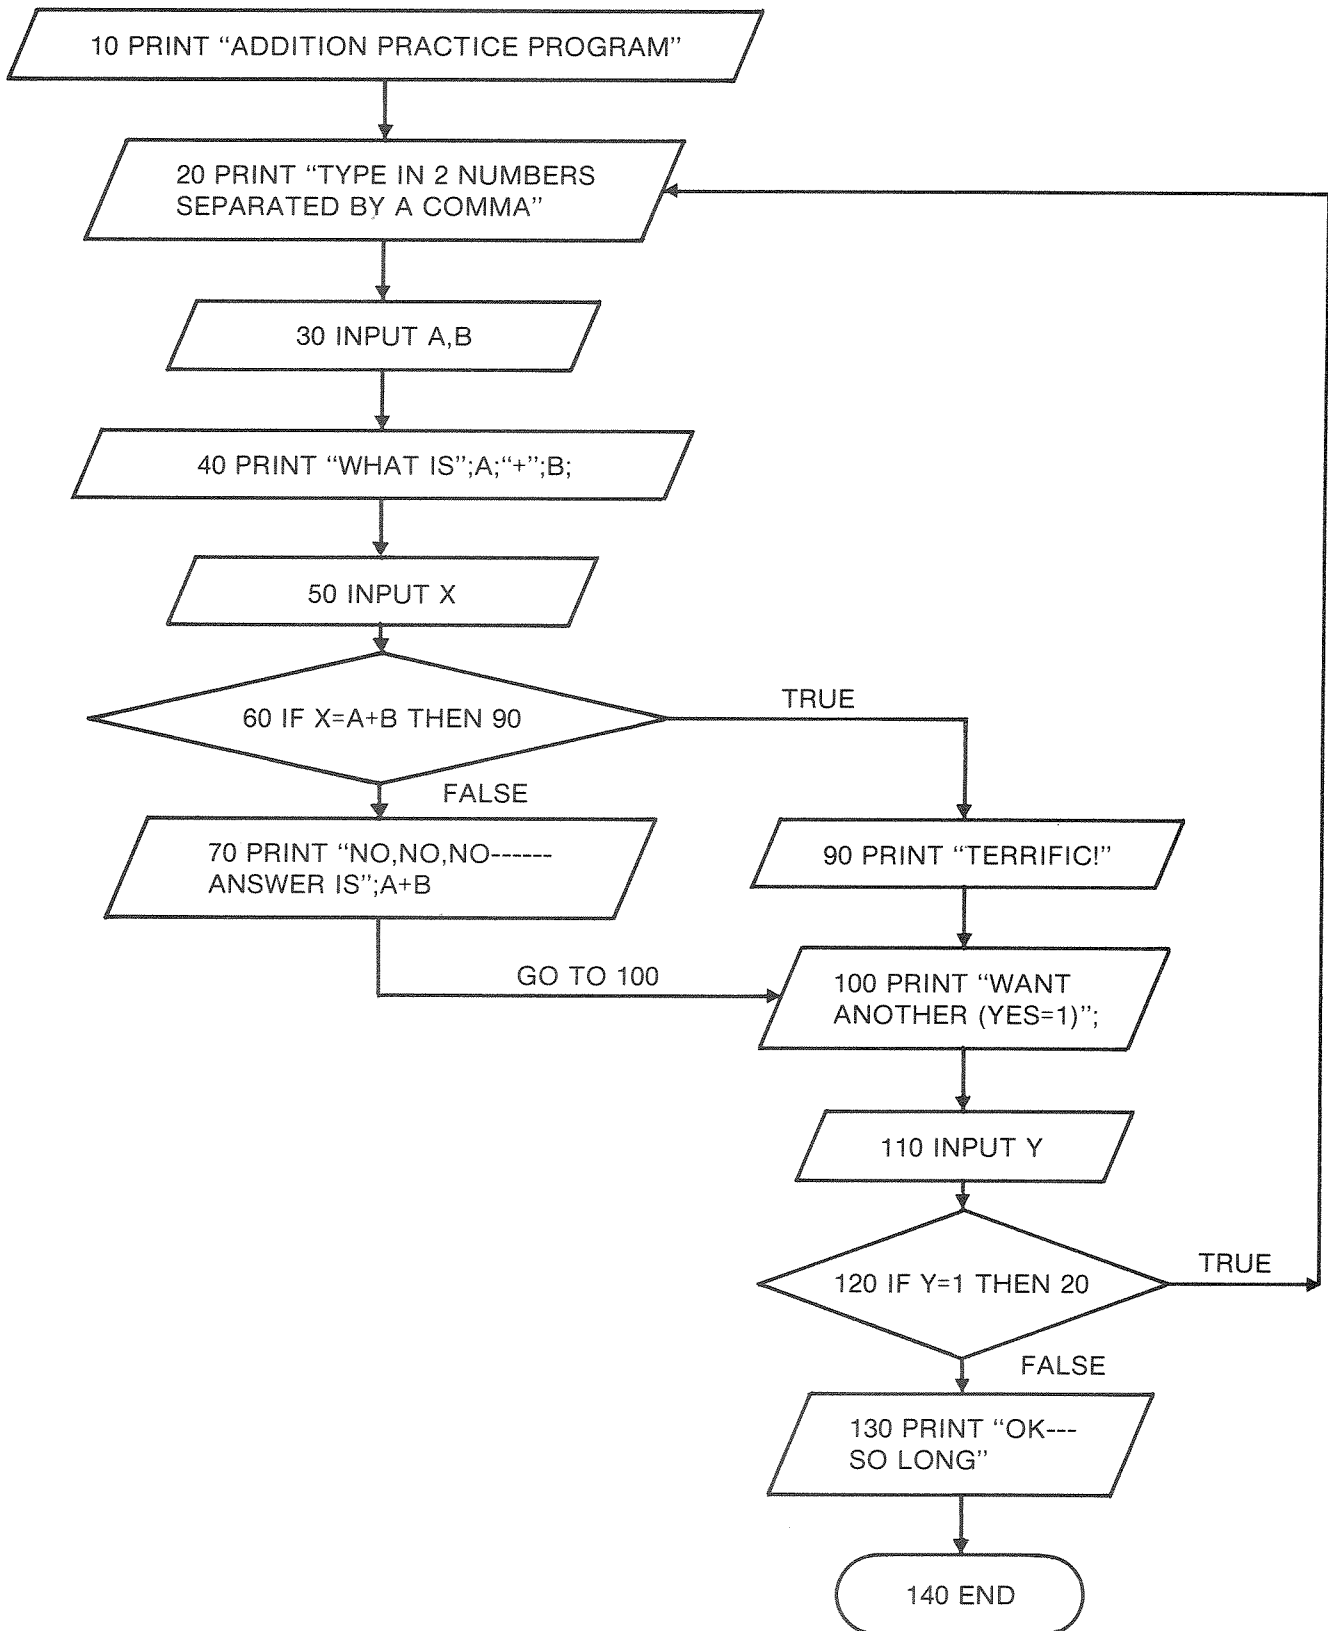 10 PRINT “ADDITION PRACTICE PROGRAM”
20 PRINT “TYPE IN 2 NUMBERS
SEPARATED BY A COMMA”
30 INPUT A,B
40 PRINT “WHAT IS”;A;“+”;B;
50 INPUT X
60 IF X=A+B THEN 90
TRUE
FALSE
70 PRINT “NO,NO,NO------
ANSWER IS”;A+B
90 PRINT “TERRIFIC!”
GO TO 100
100 PRINT “WANT
ANOTHER (YES=1)”;
110 INPUT Y
120 IF Y=1 THEN 20
TRUE
FALSE
130 PRINT “OK---
SO LONG”
140 END